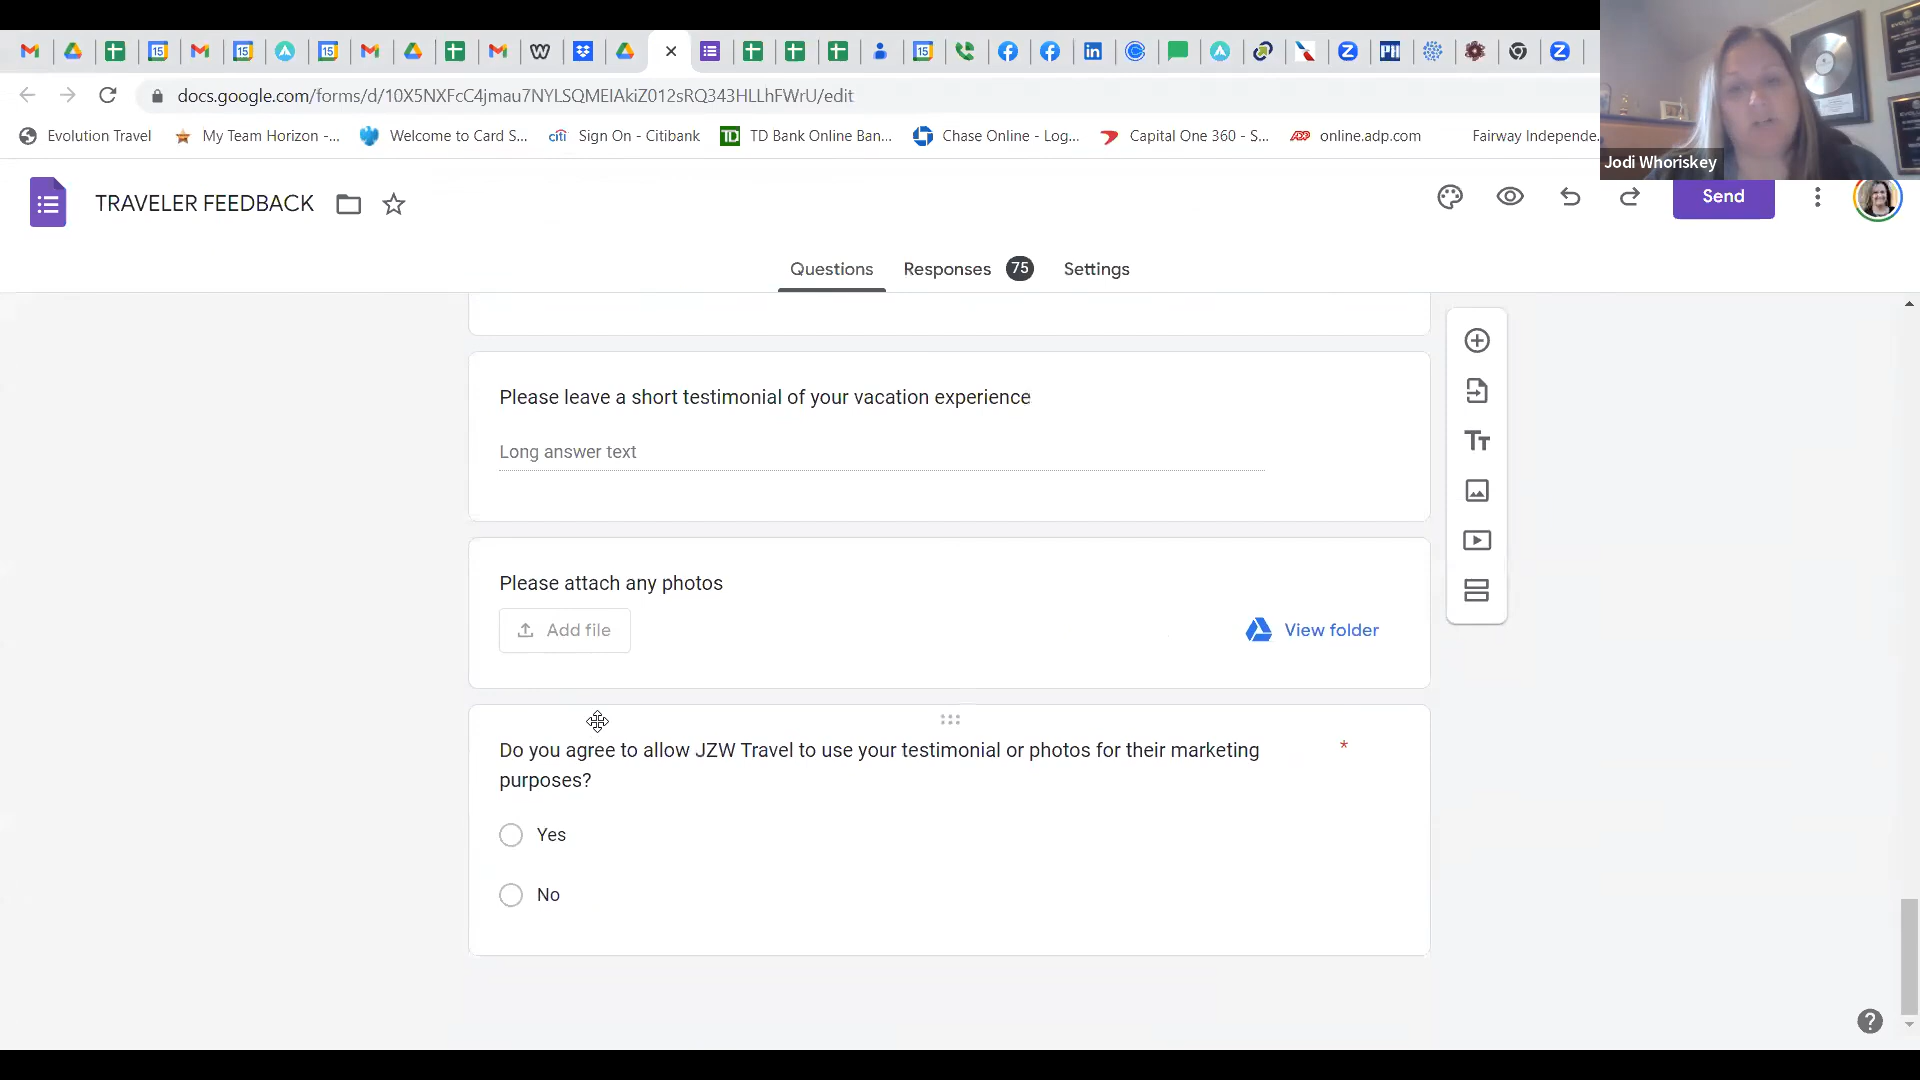 docs.google.com/forms/d/10X5NXFcC4jmau7NYLSQMEIAkiZ012sRQ343HLLhFWrU/edit
Evolution Travel
My Team Horizon -...
Welcome to Card S...
citi
Sign On - Citibank
TD
TD Bank Online Ban...
Chase Online - Log...
Capital One 360 - S...
ADP
online.adp.com
Fairway Independe...
Jodi Whoriskey
TRAVELER FEEDBACK
Send
Questions
Responses
75
Settings
Please leave a short testimonial of your vacation experience
Long answer text
Please attach any photos
Add file
View folder
Do you agree to allow JZW Travel to use your testimonial or photos for their marketing *
purposes?
Yes
No